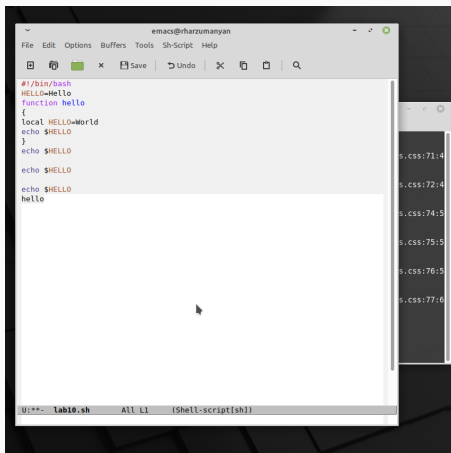 emacs@rharzumanyan
File Edit Options Buffers Tools Sh-Script Help
Save Undo
#!/bin/bash
HELLO=Hello
function hello
{
local HELLO=World
echo $HELLO
}
echo $HELLO
echo $HELLO
echo $HELLO
hello
U:**- lab10.sh All L1 (Shell-script[sh])
s.css:71:4
s.css:72:4
s.css:74:5
s.css:75:5
s.css:76:5
s.css:77:6